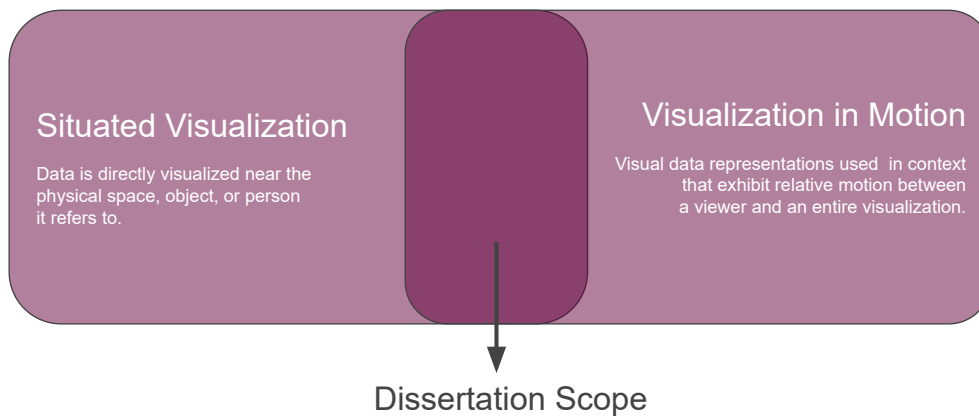 Situated Visualization
Data is directly visualized near the
physical space, object, or person
it refers to.
Visualization in Motion
Visual data representations used  in context
that exhibit relative motion between
a viewer and an entire visualization.
Dissertation Scope